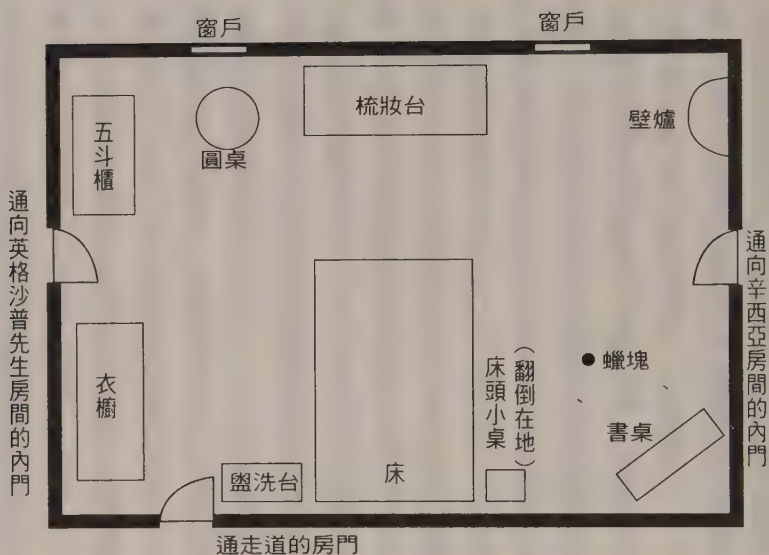 窗戶
窗戶
五斗櫃
圓桌
梳妝台
壁爐
通向英格沙普先生房間的內門
通向辛西亞房間的內門
衣櫥
盥洗台
床
床頭小桌
（翻倒在地）
蠟塊
書桌
通走道的房門